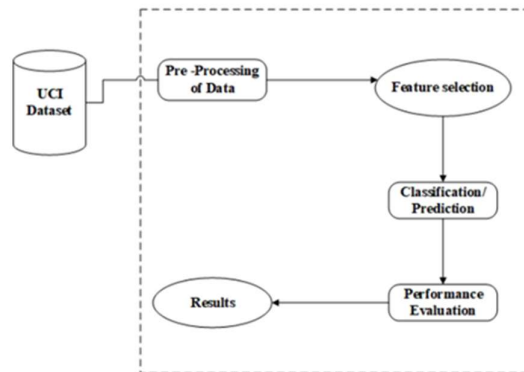 UCI
Dataset
Pre -Processing
of Data
Feature selection
Classification/
Prediction
Performance
Evaluation
Results